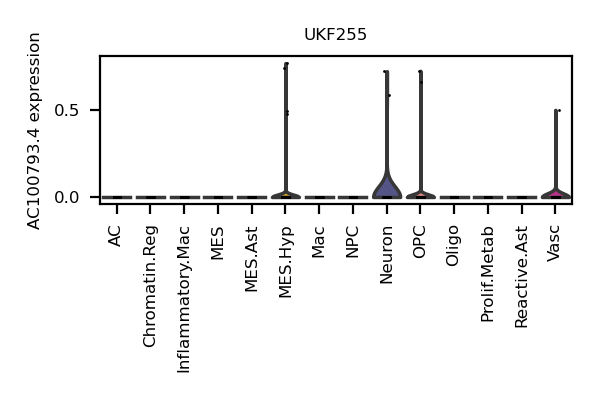 UKF255
AC100793.4 expression
0.5
0.0
AC
Chromatin.Reg
Inflammatory.Mac
MES
MES.Ast
MES.Hyp
Mac
NPC
Neuron
OPC
Oligo
Prolif.Metab
Reactive.Ast
Vasc